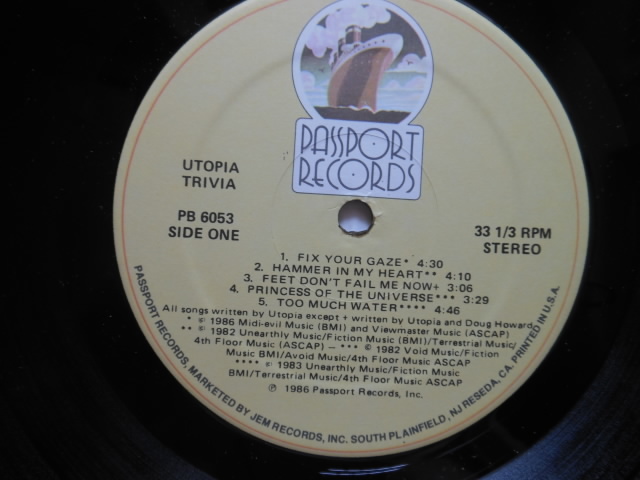 PASSPORT
RECORDS
UTOPIA
TRIVIA
PB 6053
SIDE ONE
33 1/3 RPM
STEREO
1. FIX YOUR GAZE* 4:30
2. HAMMER IN MY HEART** 4:10
3. FEET DON'T FAIL ME NOW+ 3:06
4. PRINCESS OF THE UNIVERSE*** 3:29
5. TOO MUCH WATER**** 4:46
All songs written by Utopia except + written by Utopia and Doug Howard
* ℗ 1986 Midi-evil Music (BMI) and Viewmaster Music (ASCAP)
** ℗ 1982 Unearthly Music/Fiction Music (BMI)/Terrestrial Music/
4th Floor Music (ASCAP) — *** © 1982 Void Music/Fiction
Music BMI/Avoid Music/4th Floor Music ASCAP
**** ℗ 1983 Unearthly Music/Fiction Music
BMI/Terrestrial Music/4th Floor Music ASCAP
℗ 1986 Passport Records, Inc.
PASSPORT RECORDS, MARKETED BY JEM RECORDS, INC. SOUTH PLAINFIELD, NJ RESEDA, CA. PRINTED IN U.S.A.